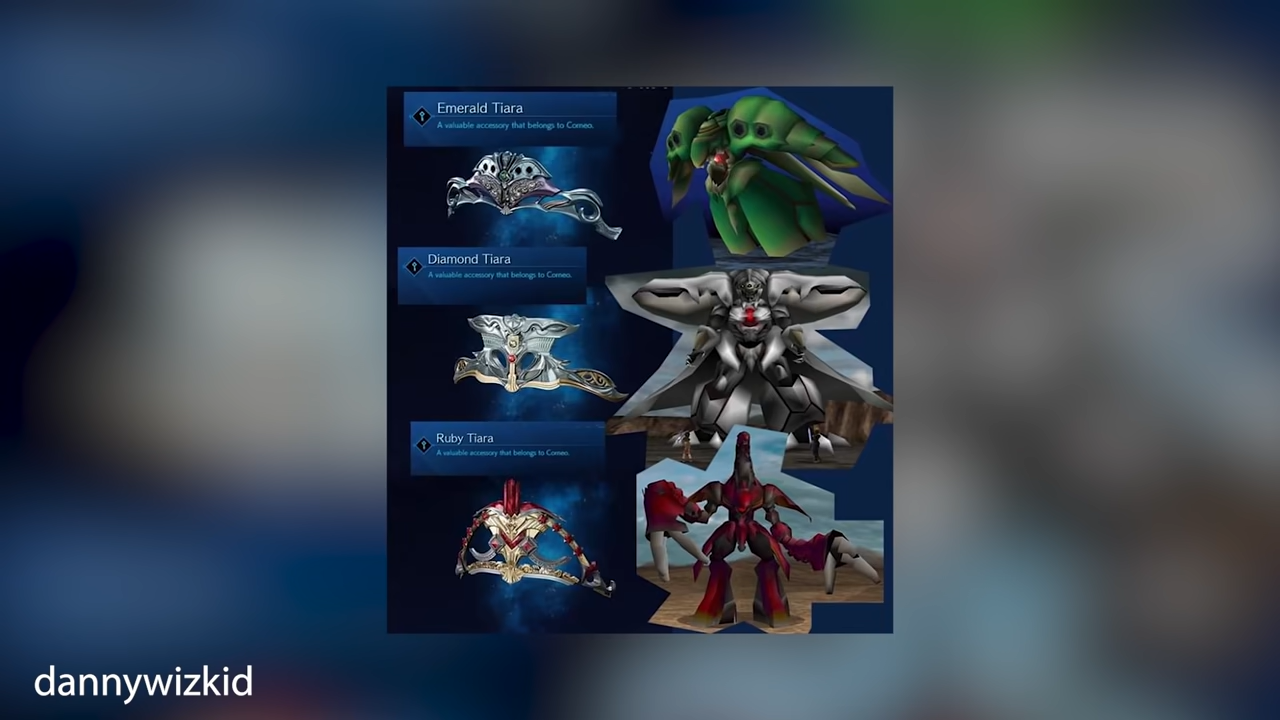 Emerald Tiara
A valuable accessory that belongs to Corneo.
Diamond Tiara
A valuable accessory that belongs to Corneo.
Ruby Tiara
A valuable accessory that belongs to Corneo.
dannywizkid